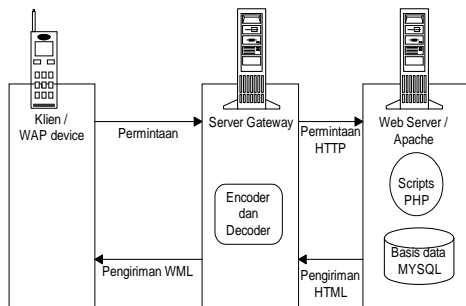 Klien /
WAP device
Permintaan
Server Gateway
Permintaan
HTTP
Web Server /
Apache
Scripts
PHP
Encoder
dan
Decoder
Basis data
MYSQL
Pengiriman WML
Pengiriman
HTML